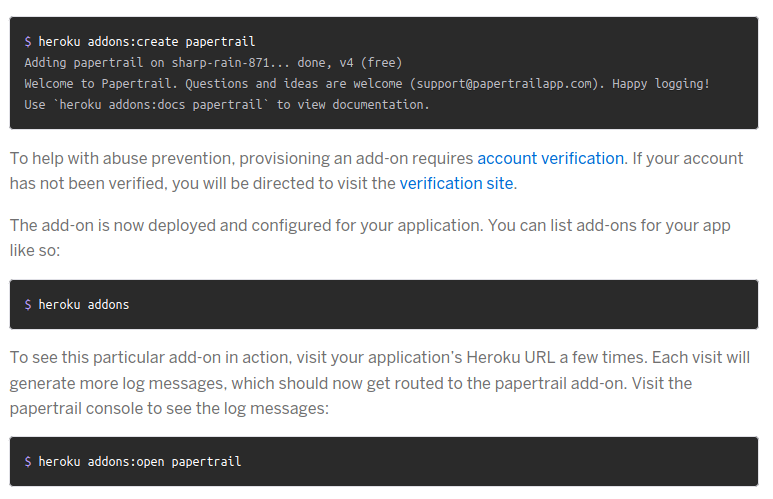 $ heroku addons:create papertrail
Adding papertrail on sharp-rain-871... done, v4 (free)
Welcome to Papertrail. Questions and ideas are welcome (support@papertrailapp.com). Happy logging!
Use `heroku addons:docs papertrail` to view documentation.
To help with abuse prevention, provisioning an add-on requires account verification. If your account
has not been verified, you will be directed to visit the verification site.
The add-on is now deployed and configured for your application. You can list add-ons for your app
like so:
$ heroku addons
To see this particular add-on in action, visit your application’s Heroku URL a few times. Each visit will
generate more log messages, which should now get routed to the papertrail add-on. Visit the
papertrail console to see the log messages:
$ heroku addons:open papertrail